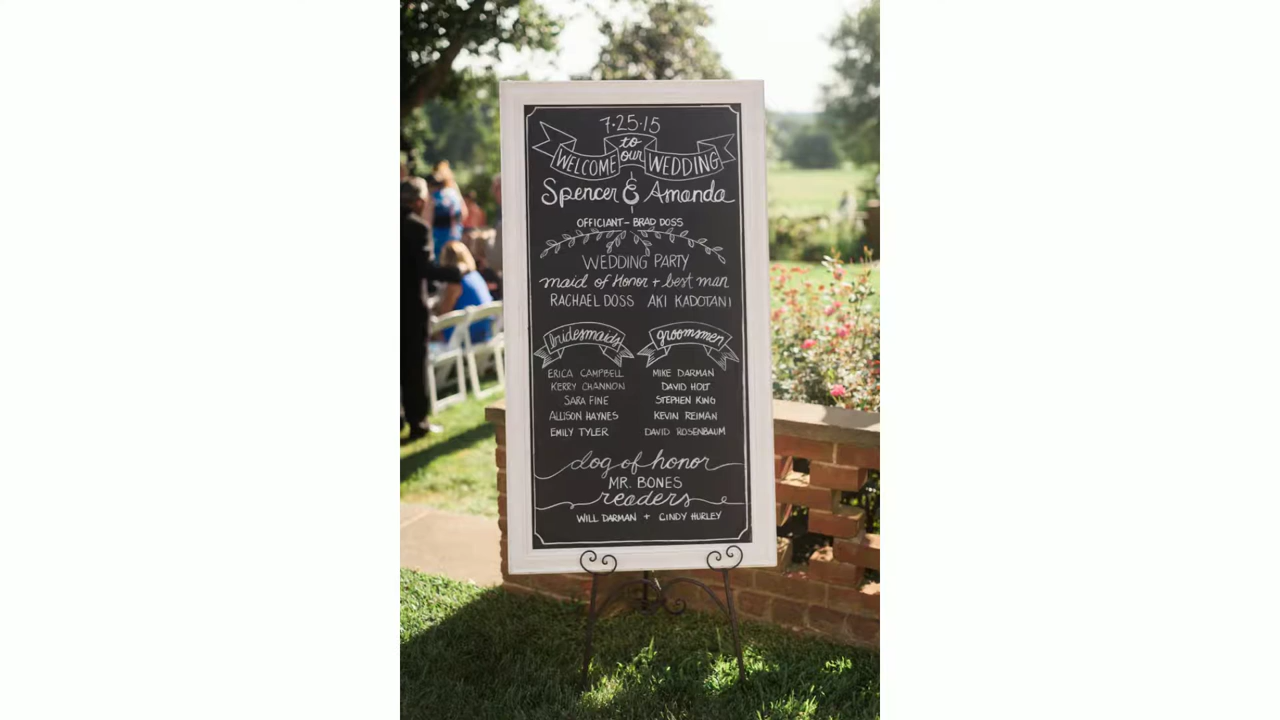 7·25·15
WELCOME to our WEDDING
Spencer & Amanda
OFFICIANT – BRAD DOSS
WEDDING PARTY
maid of Honor + best man
RACHAEL DOSS AKI KADOTANI
bridesmaids groomsmen
ERICA CAMPBELL MIKE DARMAN
KERRY CHANNON DAVID HOLT
SARA FINE STEPHEN KING
ALLISON HAYNES KEVIN REIMAN
EMILY TYLER DAVID ROSENBAUM
dog of honor
MR. BONES
readers
WILL DARMAN + CINDY HURLEY